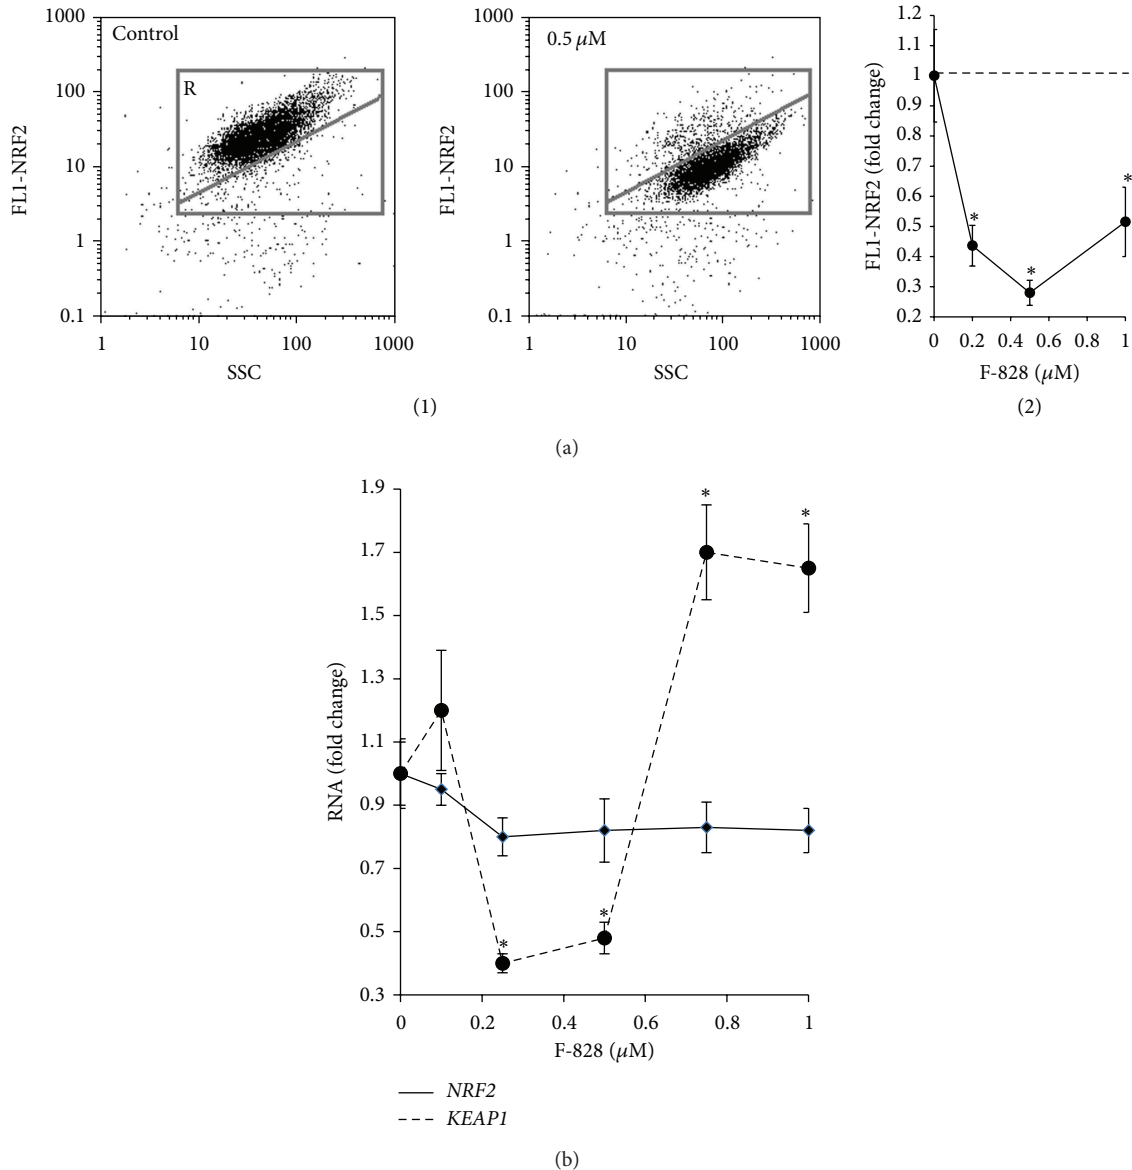 Control
R
FL1-NRF2
1000
100
10
1
0.1
1 10 100 1000
SSC
0.5 μM
FL1-NRF2
1000
100
10
1
0.1
1 10 100 1000
SSC
(1)
FL1-NRF2 (fold change)
1.2
1.1
1
0.9
0.8
0.7
0.6
0.5
0.4
0.3
0.2
*
*
*
0 0.2 0.4 0.6 0.8 1
F-828 (μM)
(2)
(a)
RNA (fold change)
1.9
1.7
1.5
1.3
1.1
0.9
0.7
0.5
0.3
*
*
*
*
0 0.2 0.4 0.6 0.8 1
F-828 (μM)
NRF2
KEAP1
(b)